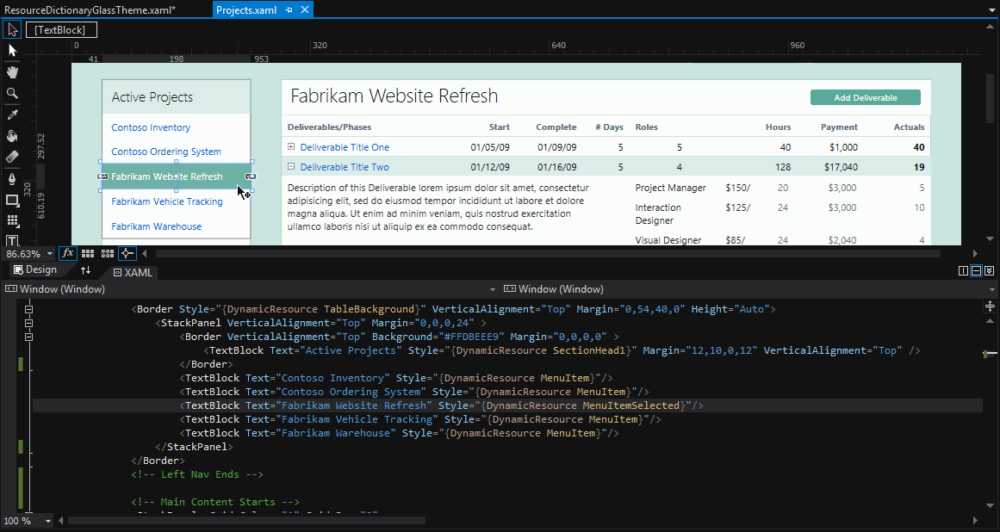 ResourceDictionaryGlassTheme.xaml* Projects.xaml
[TextBlock]
0 320 640 960
41 198 953
297.52
320
610.19
Active Projects
Contoso Inventory
Contoso Ordering System
Fabrikam Website Refresh
Fabrikam Vehicle Tracking
Fabrikam Warehouse
Fabrikam Website Refresh
Add Deliverable
Deliverables/Phases Start Complete # Days Roles Hours Payment Actuals
Deliverable Title One 01/05/09 01/09/09 5 5 40 $1,000 40
Deliverable Title Two 01/12/09 01/16/09 5 4 128 $17,040 19
Description of this Deliverable lorem ipsum dolor sit amet, consectetur
adipisicing elit, sed do eiusmod tempor incididunt ut labore et dolore
magna aliqua. Ut enim ad minim veniam, quis nostrud exercitation
ullamco laboris nisi ut aliquip ex ea commodo consequat.
Project Manager $150/ 20 $3,000 5
Interaction Designer $125/ 24 $3,000 10
Visual Designer $85/ 24 $2,040 4
86.63% fx
Design XAML
Window (Window) Window (Window)
<Border Style="{DynamicResource TableBackground}" VerticalAlignment="Top" Margin="0,54,40,0" Height="Auto">
<StackPanel VerticalAlignment="Top" Margin="0,0,0,24" >
<Border VerticalAlignment="Top" Background="#FFDBEEE9" Margin="0,0,0,0" >
<TextBlock Text="Active Projects" Style="{DynamicResource SectionHead1}" Margin="12,10,0,12" VerticalAlignment="Top" />
</Border>
<TextBlock Text="Contoso Inventory" Style="{DynamicResource MenuItem}"/>
<TextBlock Text="Contoso Ordering System" Style="{DynamicResource MenuItem}"/>
<TextBlock Text="Fabrikam Website Refresh" Style="{DynamicResource MenuItemSelected}"/>
<TextBlock Text="Fabrikam Vehicle Tracking" Style="{DynamicResource MenuItem}"/>
<TextBlock Text="Fabrikam Warehouse" Style="{DynamicResource MenuItem}"/>
</StackPanel>
</Border>
<!-- Left Nav Ends -->
<!-- Main Content Starts -->
100 %